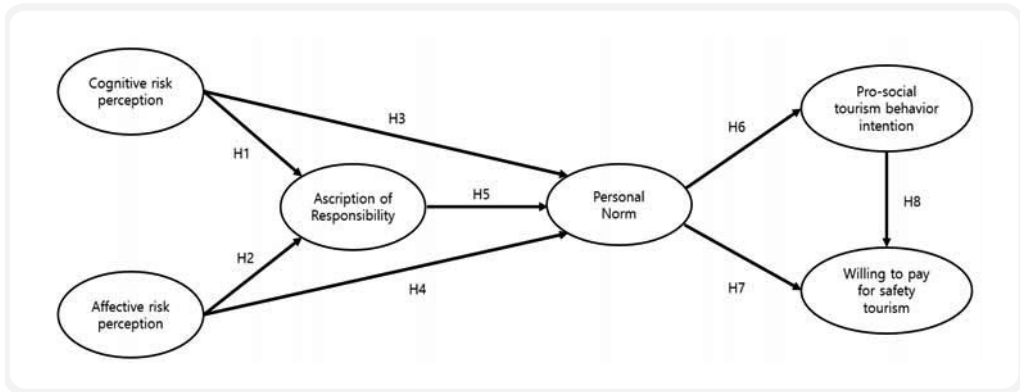 Cognitive risk
perception
H3
H1
Ascription of
Responsibility
H5
H2
Affective risk
perception
H4
Personal
Norm
H6
Pro-social
tourism behavior
intention
H8
H7
Willing to pay
for safety
tourism